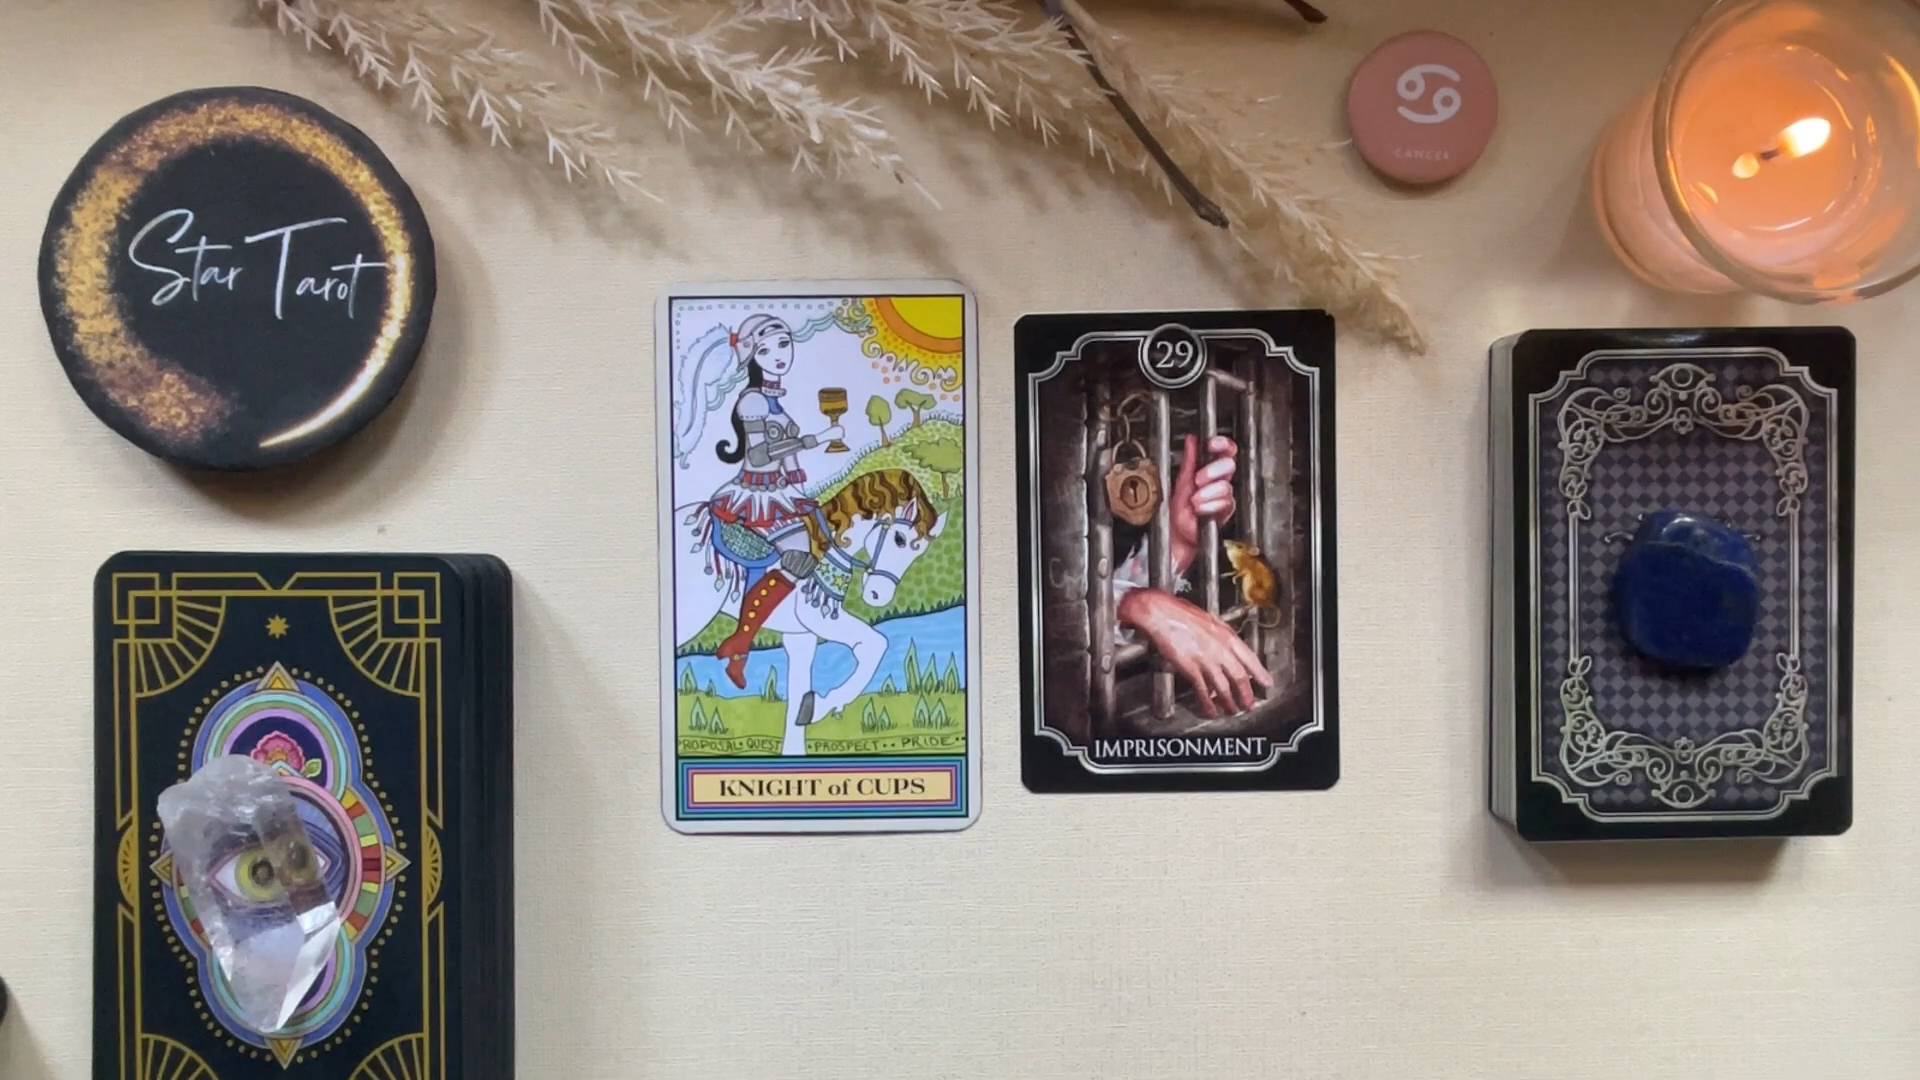 Star Tarot
CANCER
29
PROPOSAL • QUEST • PROSPECT • • PRIDE • •
KNIGHT of CUPS
IMPRISONMENT